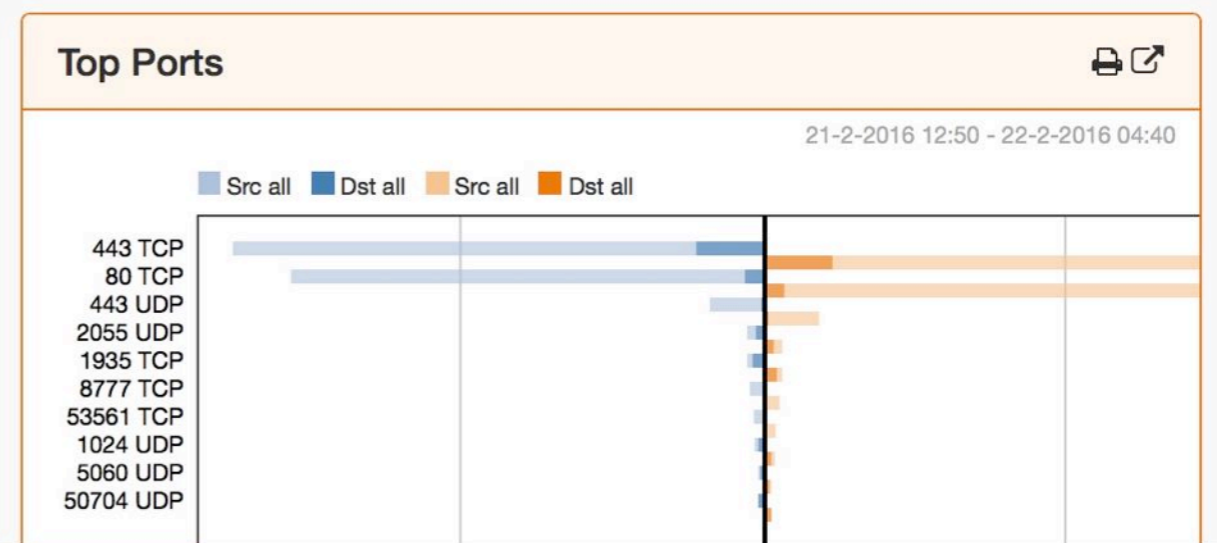 Top Ports
21-2-2016 12:50 - 22-2-2016 04:40
Src all Dst all Src all Dst all
443 TCP
80 TCP
443 UDP
2055 UDP
1935 TCP
8777 TCP
53561 TCP
1024 UDP
5060 UDP
50704 UDP